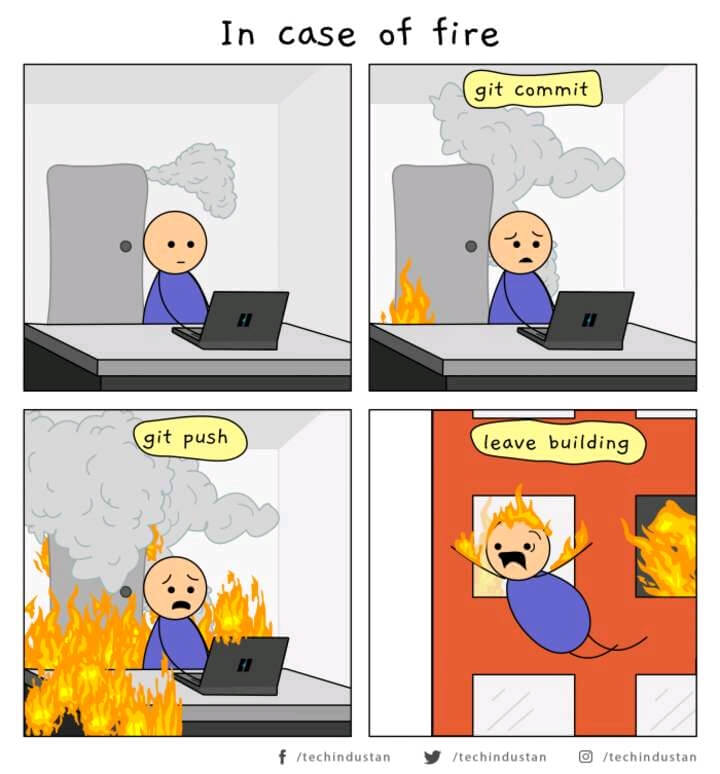 In case of fire
git commit
git push
leave building
/techindustan /techindustan /techindustan